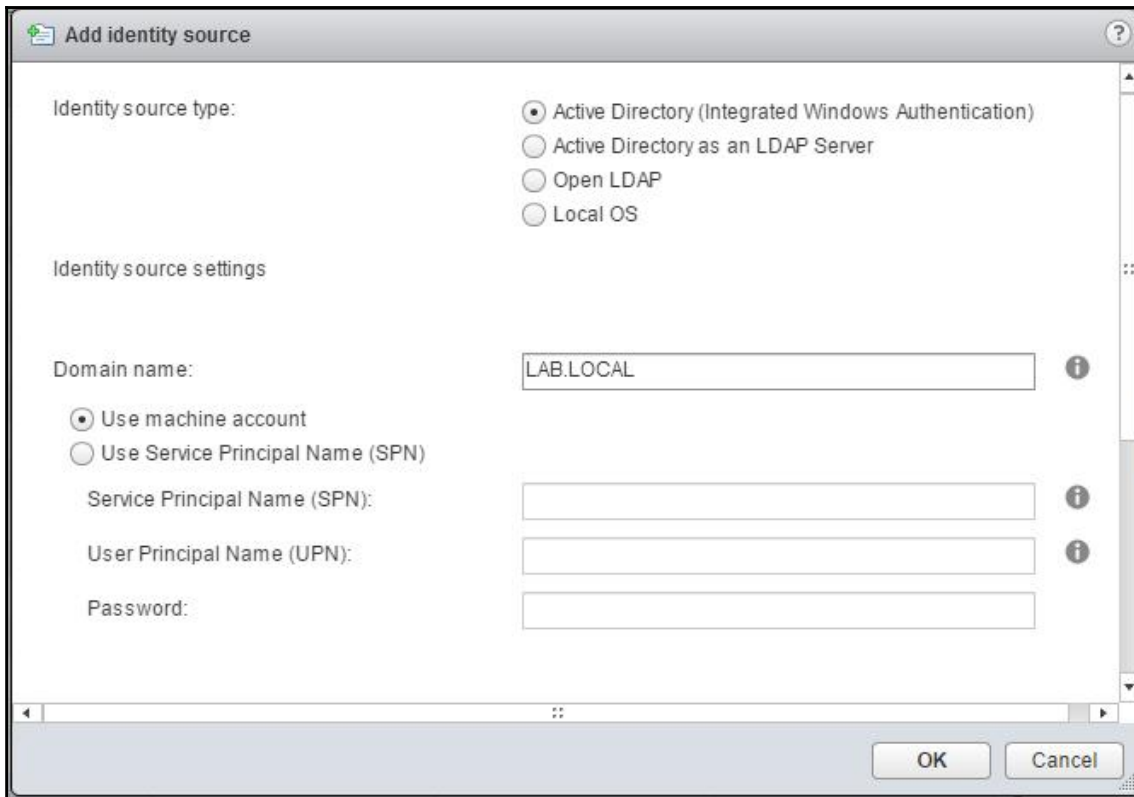 Add identity source
?
Identity source type:
Active Directory (Integrated Windows Authentication)
Active Directory as an LDAP Server
Open LDAP
Local OS
Identity source settings
Domain name:
LAB.LOCAL
Use machine account
Use Service Principal Name (SPN)
Service Principal Name (SPN):
User Principal Name (UPN):
Password:
OK
Cancel